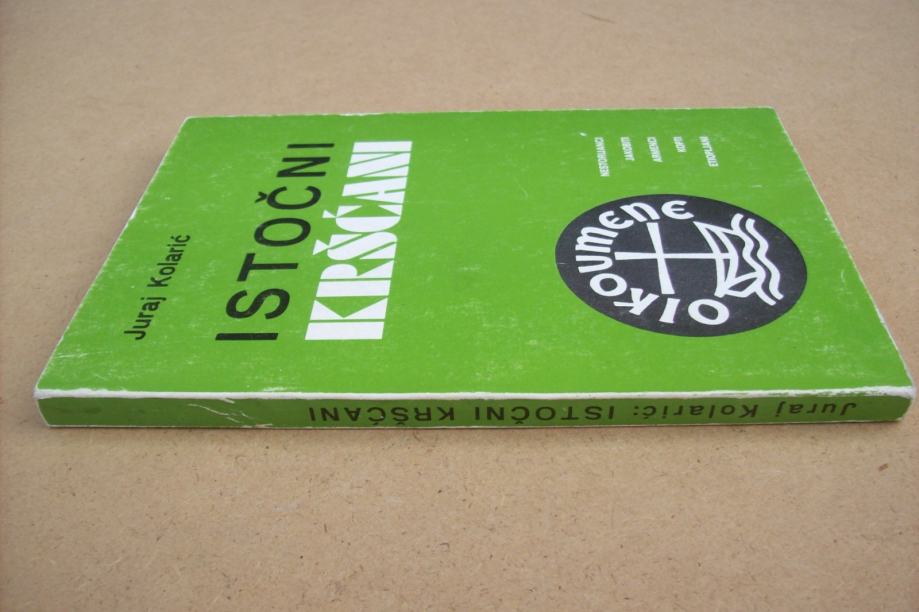 Juraj Kolarić
ISTOČNI
KRŠĆANI
NESTORIJANCI
JAKOBITI
ARMENCI
KOPTI
ETIOPLJANI
OIKOUMENE
Juraj Kolarić: ISTOČNI KRŠĆANI